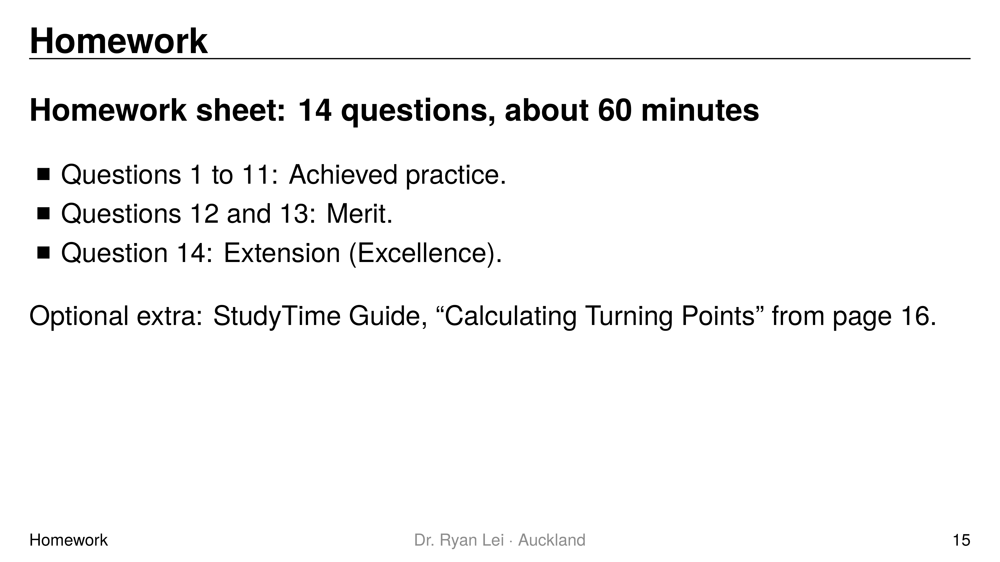 Homework
Homework sheet: 14 questions, about 60 minutes
■ Questions 1 to 11: Achieved practice.
■ Questions 12 and 13: Merit.
■ Question 14: Extension (Excellence).
Optional extra: StudyTime Guide, “Calculating Turning Points” from page 16.
Homework
Dr. Ryan Lei · Auckland
15